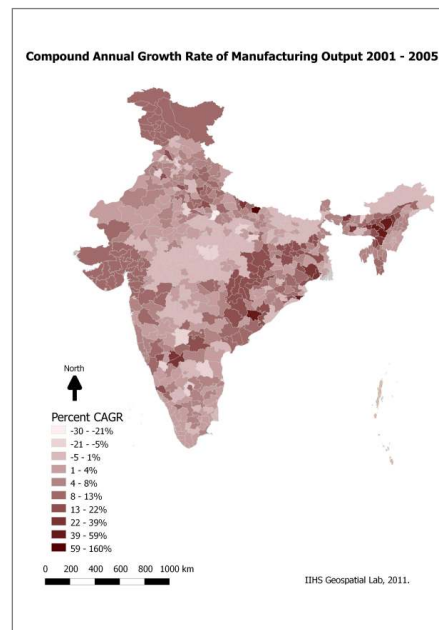 Compound Annual Growth Rate of Manufacturing Output 2001 - 2005
North
Percent CAGR
-30 - -21%
-21 - -5%
-5 - 1%
1 - 4%
4 - 8%
8 - 13%
13 - 22%
22 - 39%
39 - 59%
59 - 160%
0 200 400 600 800 1000 km
IIHS Geospatial Lab, 2011.